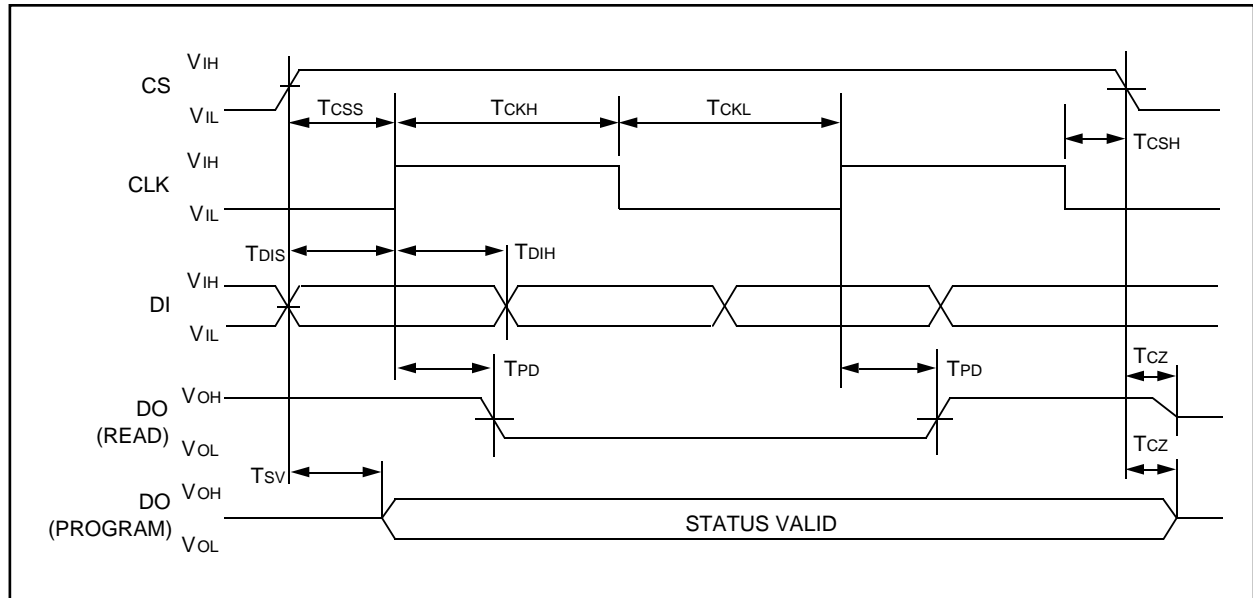 VIH
CS
VIL
TCSS
TCKH
TCKL
TCSH
VIH
CLK
VIL
TDIS
TDIH
VIH
DI
VIL
TPD
TPD
TCZ
VOH
DO
(READ)
VOL
TSV
TCZ
VOH
DO
(PROGRAM)
STATUS VALID
VOL